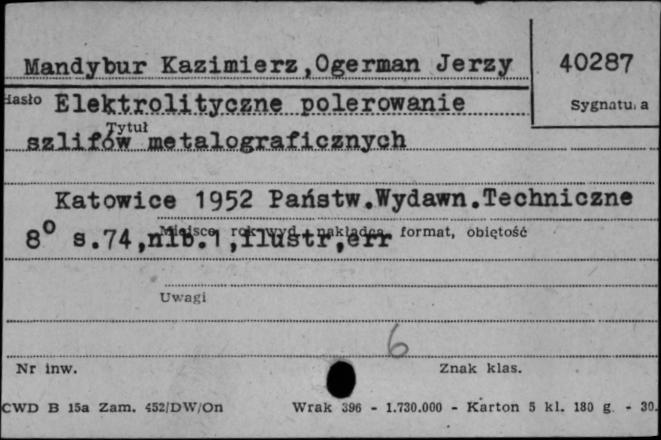 Mandybur Kazimierz,Ogerman Jerzy
40287
Hasło
Elektrolityczne polerowanie
Sygnatura
Tytuł
szlifów metalograficznych
Katowice 1952 Państw.Wydawn.Techniczne
Miejsce, rok wyd., nakładca, format, objętość
8° s.74,nlb.1,ilustr,err
Uwagi
6
Nr inw.
Znak klas.
CWD B 15a Zam. 452/DW/On
Wrak 396 - 1.730.000 - Karton 5 kl. 180 g. - 30.